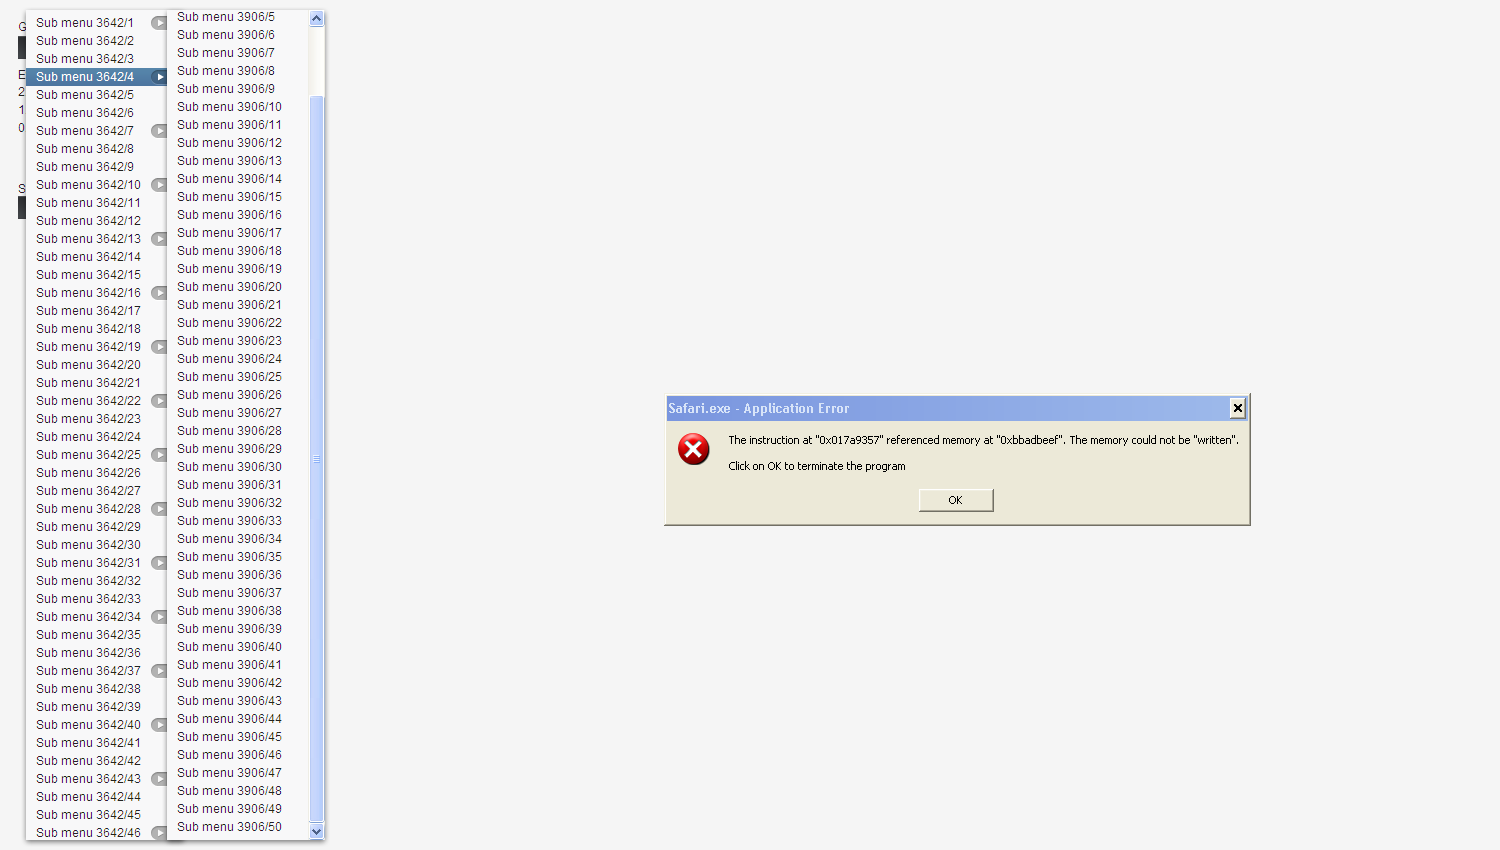 G
E
2
1
0
S
Sub menu 3642/1
Sub menu 3642/2
Sub menu 3642/3
Sub menu 3642/4
Sub menu 3642/5
Sub menu 3642/6
Sub menu 3642/7
Sub menu 3642/8
Sub menu 3642/9
Sub menu 3642/10
Sub menu 3642/11
Sub menu 3642/12
Sub menu 3642/13
Sub menu 3642/14
Sub menu 3642/15
Sub menu 3642/16
Sub menu 3642/17
Sub menu 3642/18
Sub menu 3642/19
Sub menu 3642/20
Sub menu 3642/21
Sub menu 3642/22
Sub menu 3642/23
Sub menu 3642/24
Sub menu 3642/25
Sub menu 3642/26
Sub menu 3642/27
Sub menu 3642/28
Sub menu 3642/29
Sub menu 3642/30
Sub menu 3642/31
Sub menu 3642/32
Sub menu 3642/33
Sub menu 3642/34
Sub menu 3642/35
Sub menu 3642/36
Sub menu 3642/37
Sub menu 3642/38
Sub menu 3642/39
Sub menu 3642/40
Sub menu 3642/41
Sub menu 3642/42
Sub menu 3642/43
Sub menu 3642/44
Sub menu 3642/45
Sub menu 3642/46
Sub menu 3906/5
Sub menu 3906/6
Sub menu 3906/7
Sub menu 3906/8
Sub menu 3906/9
Sub menu 3906/10
Sub menu 3906/11
Sub menu 3906/12
Sub menu 3906/13
Sub menu 3906/14
Sub menu 3906/15
Sub menu 3906/16
Sub menu 3906/17
Sub menu 3906/18
Sub menu 3906/19
Sub menu 3906/20
Sub menu 3906/21
Sub menu 3906/22
Sub menu 3906/23
Sub menu 3906/24
Sub menu 3906/25
Sub menu 3906/26
Sub menu 3906/27
Sub menu 3906/28
Sub menu 3906/29
Sub menu 3906/30
Sub menu 3906/31
Sub menu 3906/32
Sub menu 3906/33
Sub menu 3906/34
Sub menu 3906/35
Sub menu 3906/36
Sub menu 3906/37
Sub menu 3906/38
Sub menu 3906/39
Sub menu 3906/40
Sub menu 3906/41
Sub menu 3906/42
Sub menu 3906/43
Sub menu 3906/44
Sub menu 3906/45
Sub menu 3906/46
Sub menu 3906/47
Sub menu 3906/48
Sub menu 3906/49
Sub menu 3906/50
Safari.exe - Application Error
The instruction at "0x017a9357" referenced memory at "0xbbadbeef". The memory could not be "written".
Click on OK to terminate the program
OK